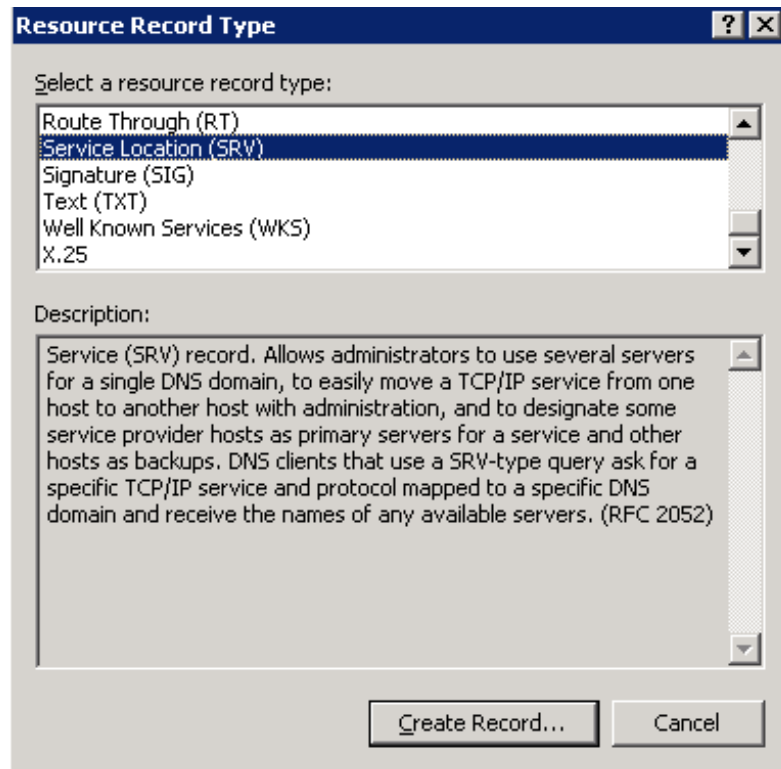 Resource Record Type
Select a resource record type:
Route Through (RT)
Service Location (SRV)
Signature (SIG)
Text (TXT)
Well Known Services (WKS)
X.25
Description:
Service (SRV) record. Allows administrators to use several servers
for a single DNS domain, to easily move a TCP/IP service from one
host to another host with administration, and to designate some
service provider hosts as primary servers for a service and other
hosts as backups. DNS clients that use a SRV-type query ask for a
specific TCP/IP service and protocol mapped to a specific DNS
domain and receive the names of any available servers. (RFC 2052)
Create Record... Cancel